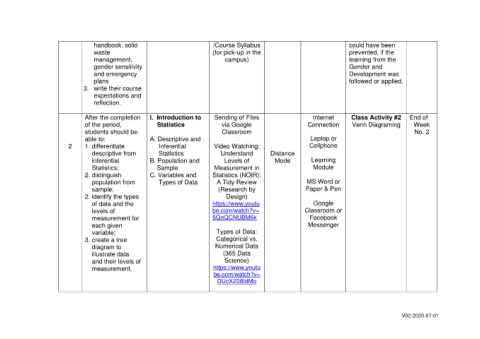 handbook, solid
waste
management,
gender sensitivity
and emergency
plans
3. write their course
expectations and
reflection.
/Course Syllabus
(for pick-up in the
campus)
could have been
prevented, if the
learning from the
Gender and
Development was
followed or applied.
2
After the completion
of the period,
students should be
able to:
1. differentiate
descriptive from
inferential
Statistics;
2. distinguish
population from
sample;
2. identify the types
of data and the
levels of
measurement for
each given
variable;
3. create a tree
diagram to
illustrate data
and their levels of
measurement.
I. Introduction to
Statistics
A. Descriptive and
Inferential
Statistics
B. Population and
Sample
C. Variables and
Types of Data
Sending of Files
via Google
Classroom
Video Watching:
Understand
Levels of
Measurement in
Statistics (NOIR):
A Tidy Review
(Research by
Design)
https://www.youtu
be.com/watch?v=
Types of Data:
Categorical vs.
Numerical Data
(365 Data
Science)
https://www.youtu
be.com/watch?v=
Distance
Mode
Internet
Connection
Laptop or
Cellphone
Learning
Module
MS Word or
Paper & Pen
Google
Classroom or
Facebook
Messenger
Class Activity #2
Venn Diagraming
End of
Week
No. 2
V02-2020-07-01